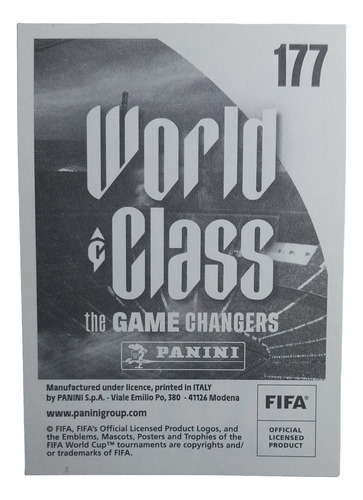 177
World
Class
the GAME CHANGERS
PANINI
Manufactured under licence, printed in ITALY
by PANINI S.p.A. - Viale Emilio Po, 380 - 41126 Modena
www.paninigroup.com
FIFA®
© FIFA, FIFA's Official Licensed Product Logos, and
the Emblems, Mascots, Posters and Trophies of the
FIFA World Cup™ tournaments are copyrights and/
or trademarks of FIFA.
OFFICIAL
LICENSED
PRODUCT